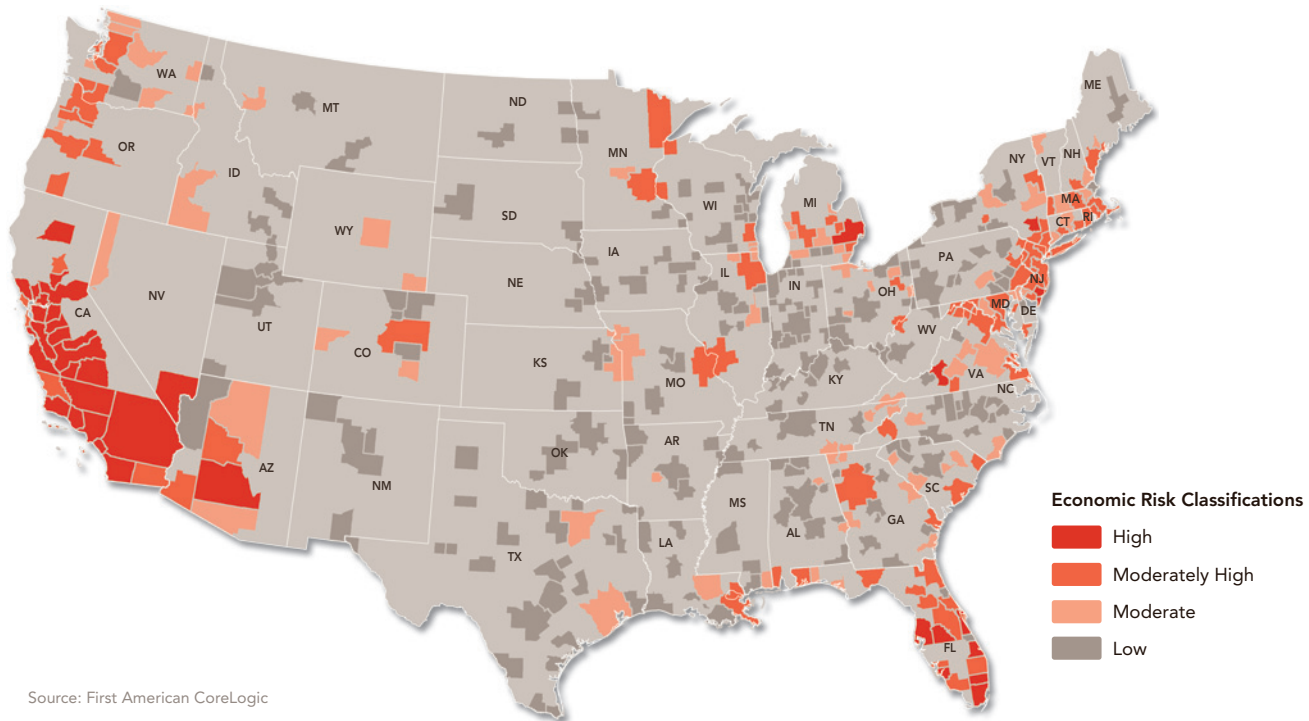 ME
WA
MT
ND
MN
OR
ID
NY
VT
NH
WI
MI
MA
SD
WY
CT
RI
IA
PA
NE
IL
IN
OH
NJ
NV
MD
DE
CA
UT
CO
WV
KS
MO
KY
VA
NC
TN
OK
AR
AZ
NM
SC
MS
AL
GA
TX
LA
FL
Economic Risk Classifications
High
Moderately High
Moderate
Low
Source: First American CoreLogic